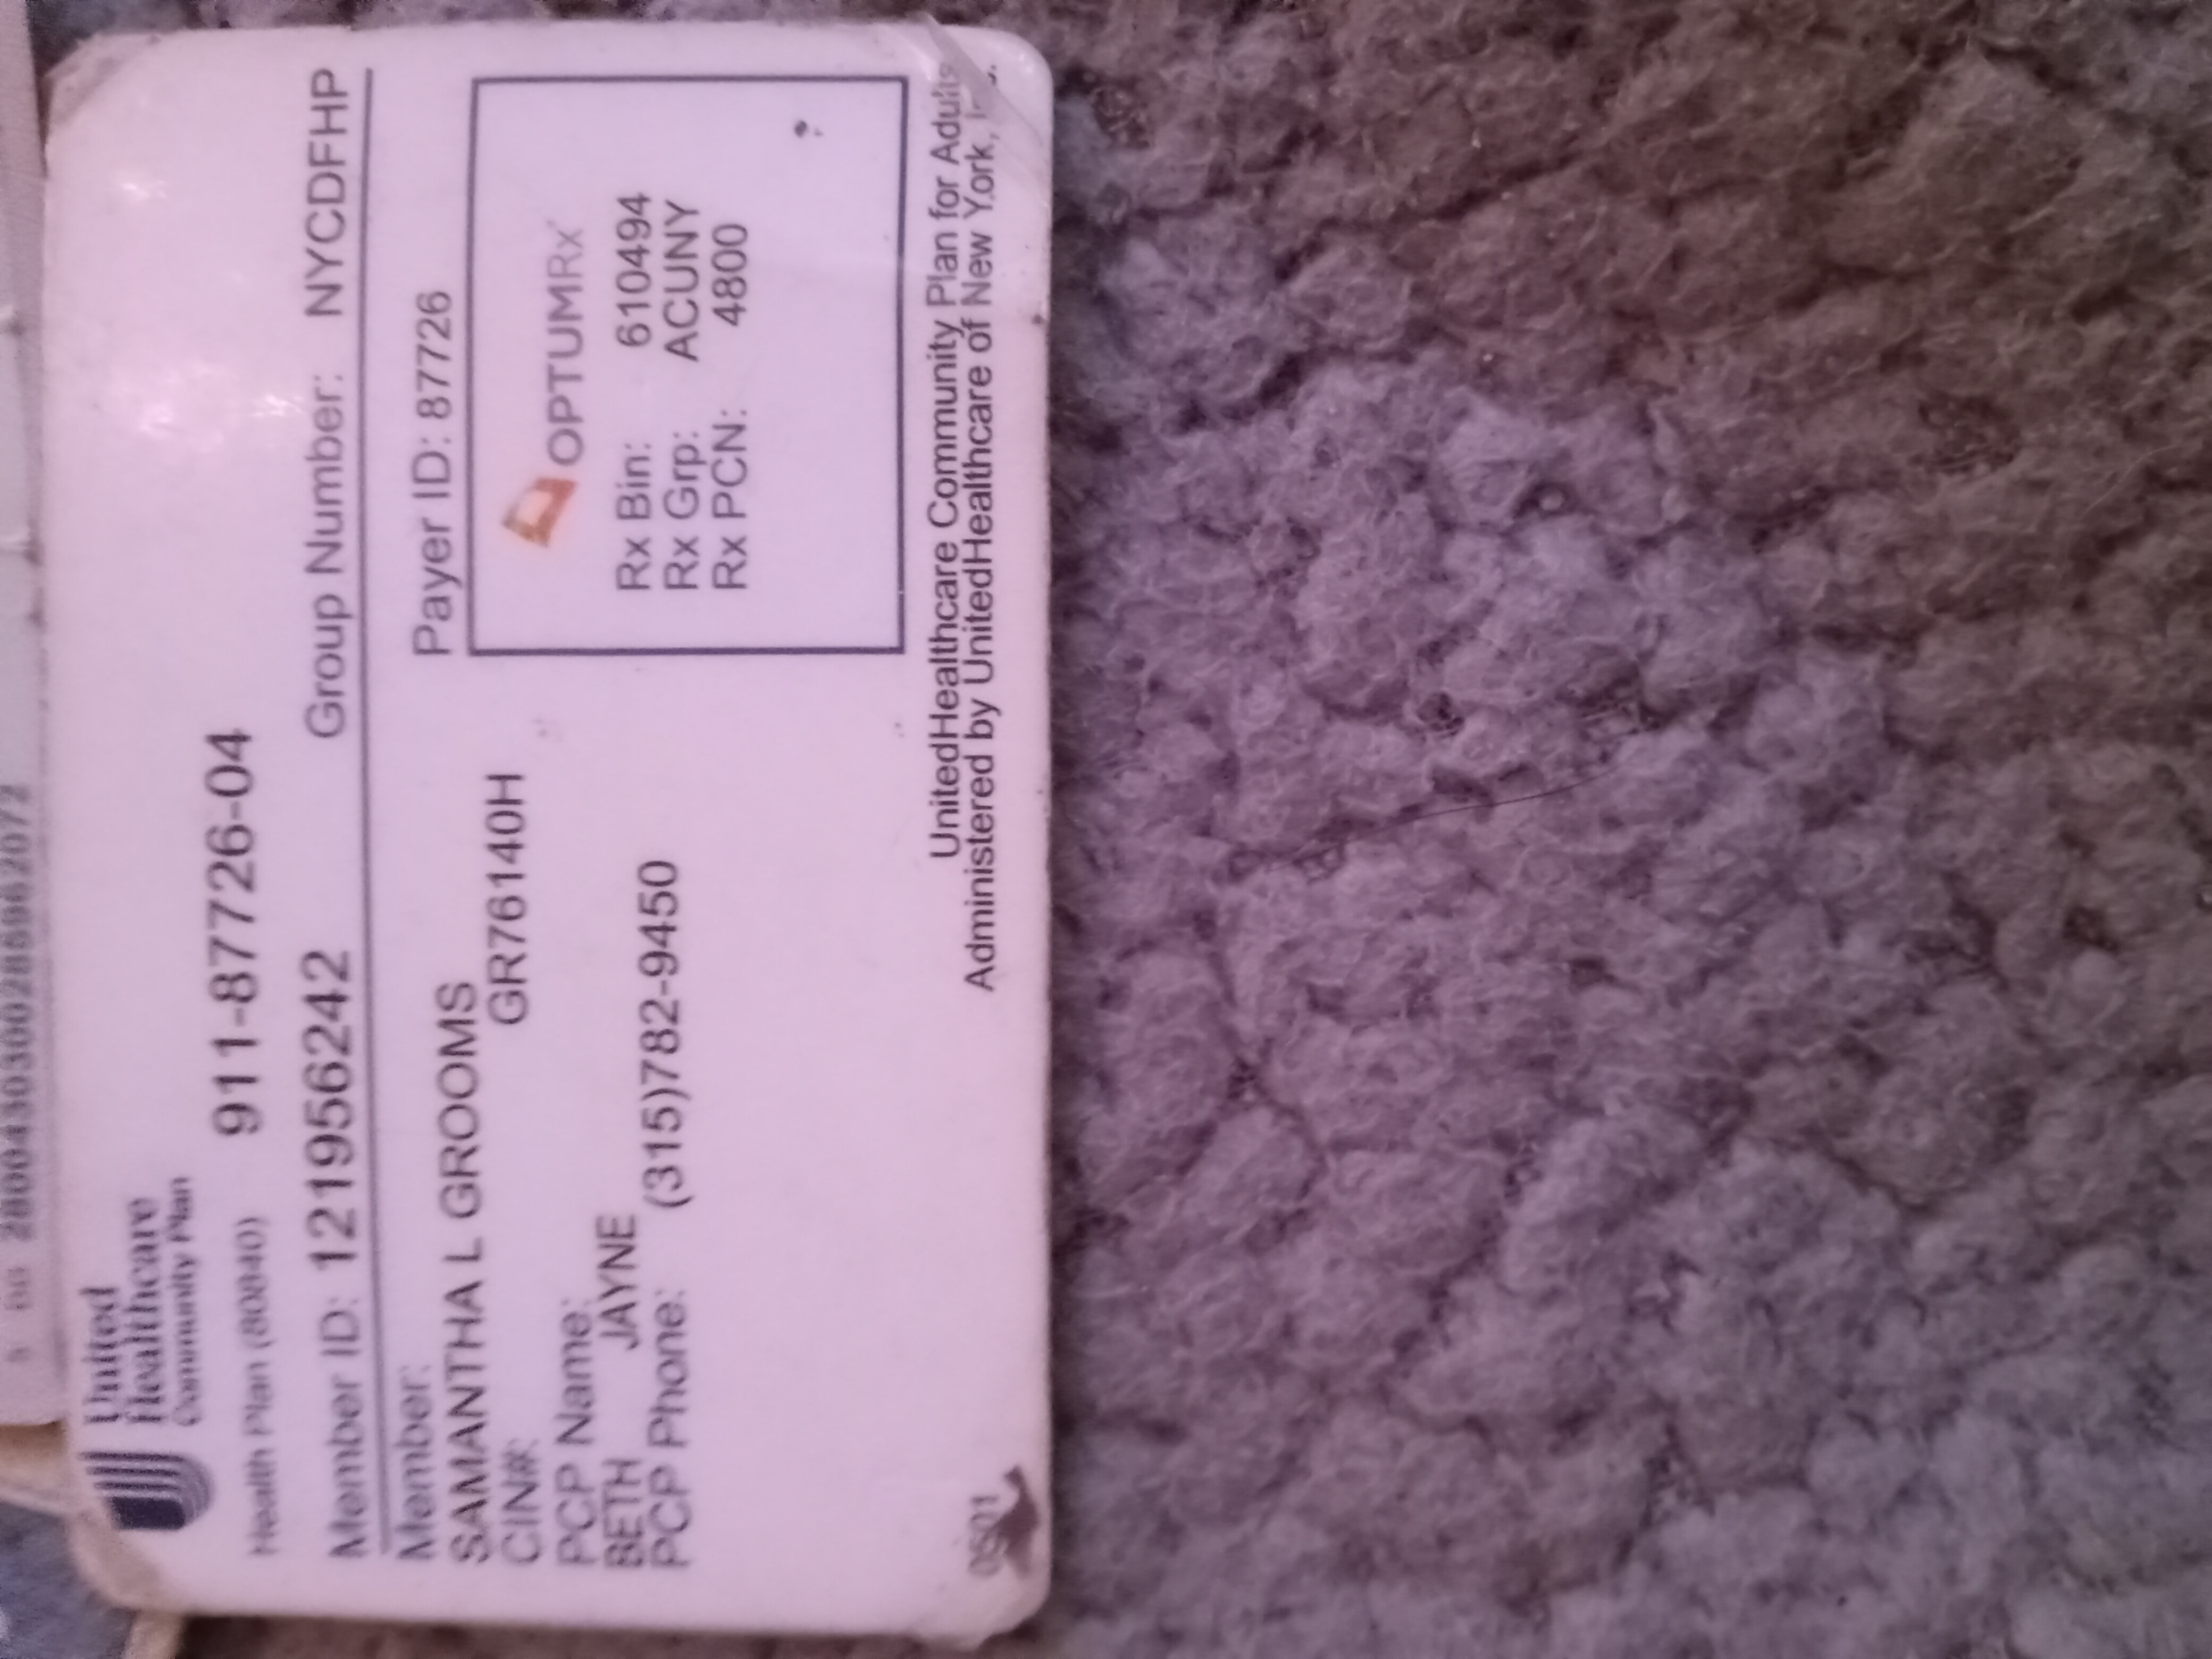 United
Healthcare
Community Plan
Health Plan (80840) 911-87726-04
Member ID: 121956242 Group Number: NYCDFHP
Member:
SAMANTHA L GROOMS
CIN#: GR76140H
PCP Name:
BETH JAYNE
PCP Phone: (315)782-9450
Payer ID: 87726
OPTUMRx
Rx Bin: 610494
Rx Grp: ACUNY
Rx PCN: 4800
0501
UnitedHealthcare Community Plan for Adults
Administered by UnitedHealthcare of New York,